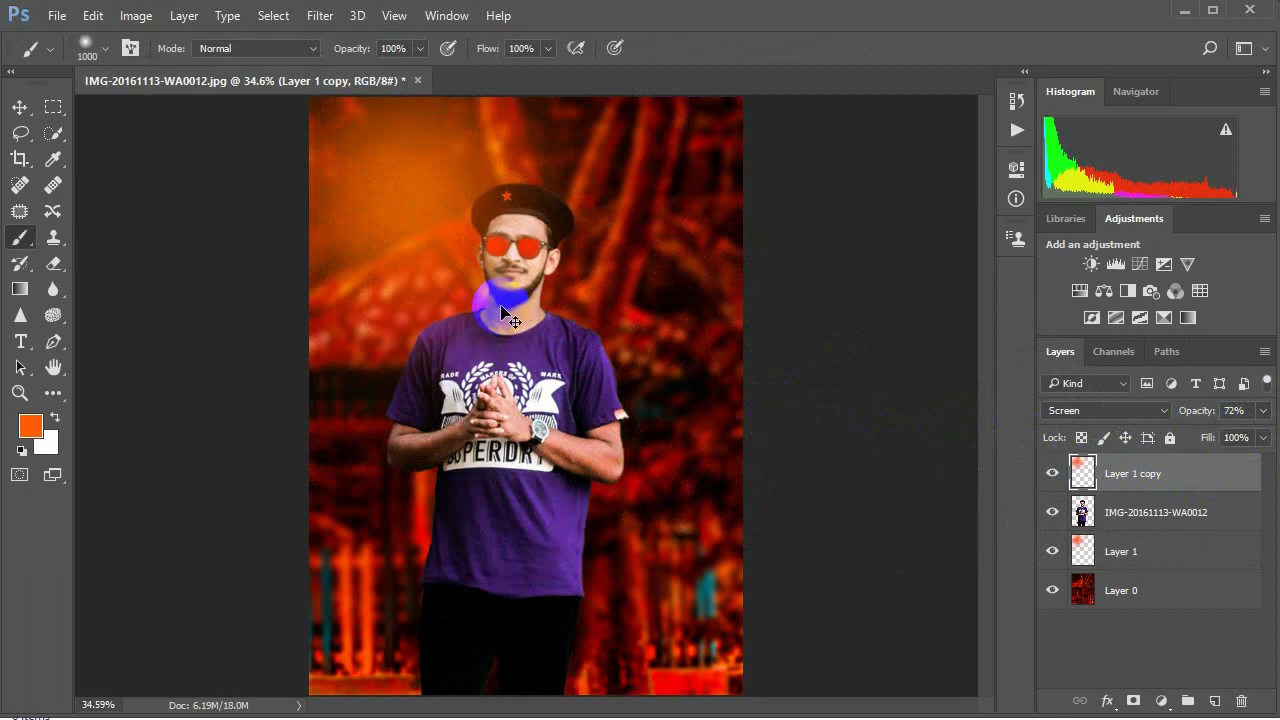 Ps File Edit Image Layer Type Select Filter 3D View Window Help
1000 Mode: Normal Opacity: 100% Flow: 100%
IMG-20161113-WA0012.jpg @ 34.6% (Layer 1 copy, RGB/8#) *
Histogram Navigator
Libraries Adjustments
Add an adjustment
Layers Channels Paths
Kind
Screen Opacity: 72%
Lock: Fill: 100%
Layer 1 copy
IMG-20161113-WA0012
Layer 1
Layer 0
TRADE MAKERS OF MARK
SUPERDRY
34.59% Doc: 6.19M/18.0M